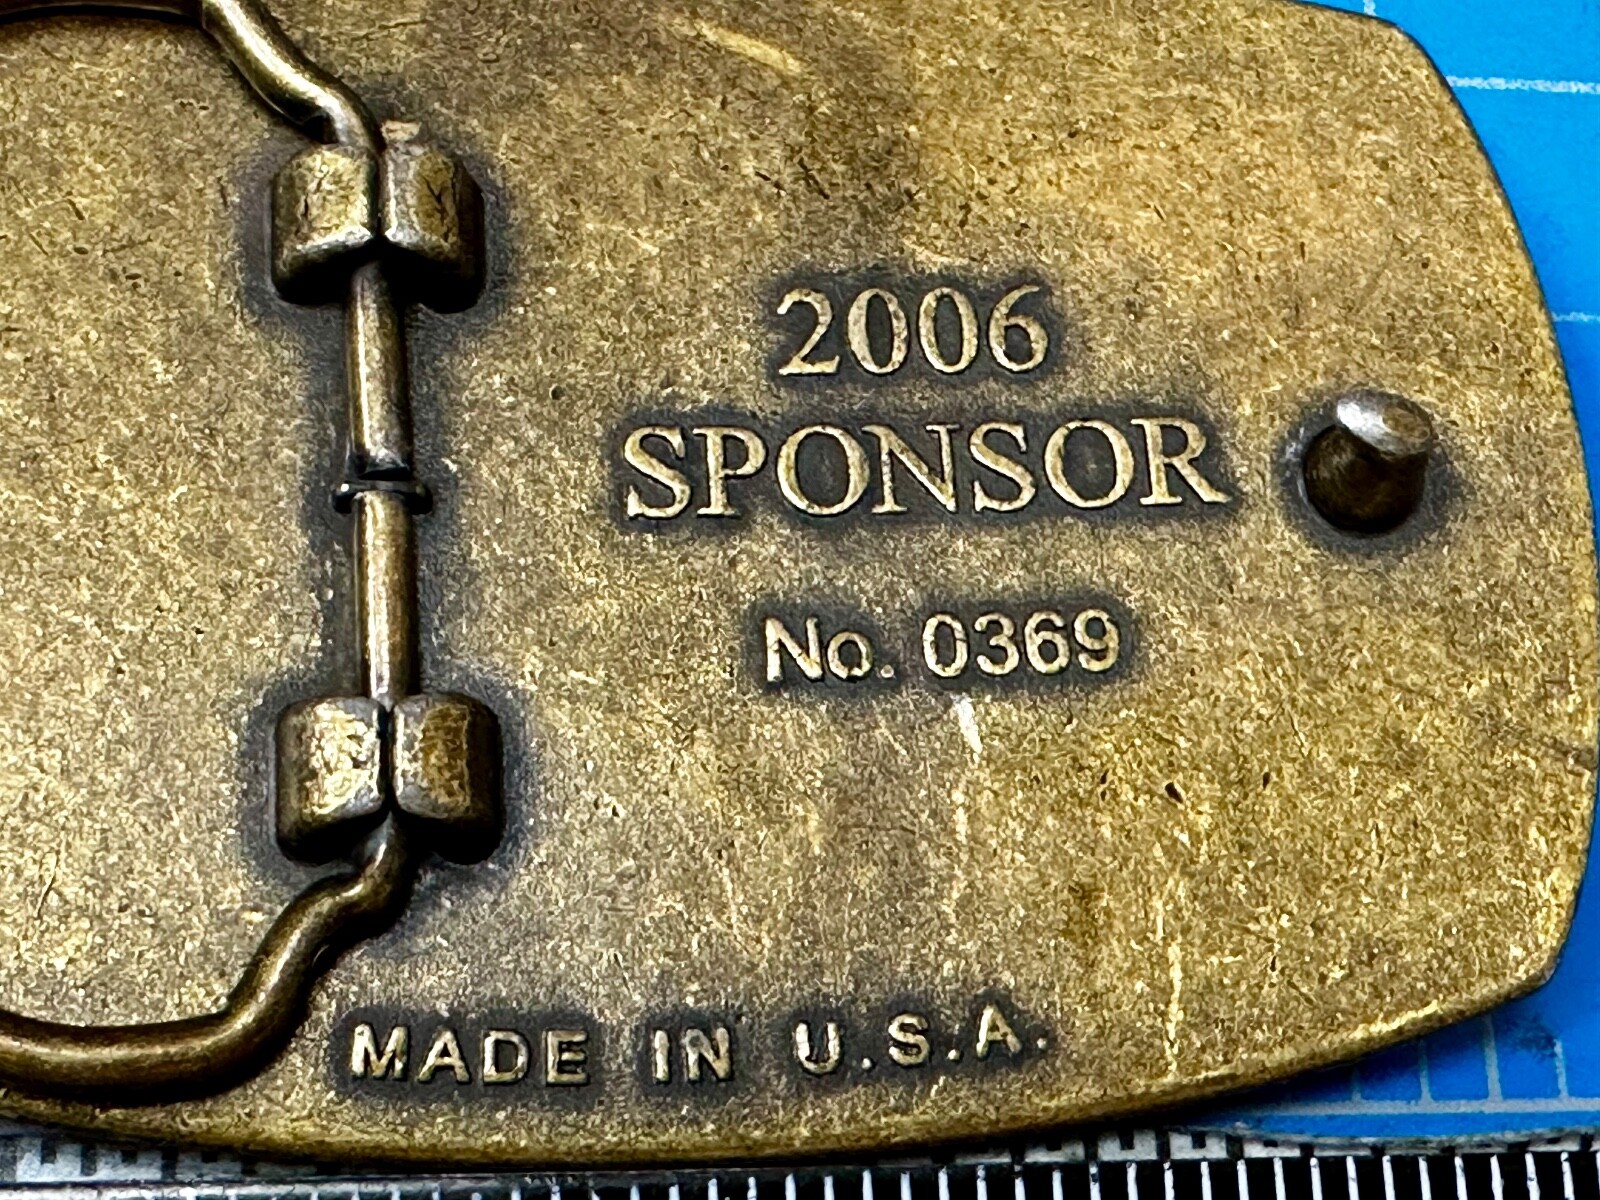 2006
SPONSOR
No. 0369
MADE IN U.S.A.